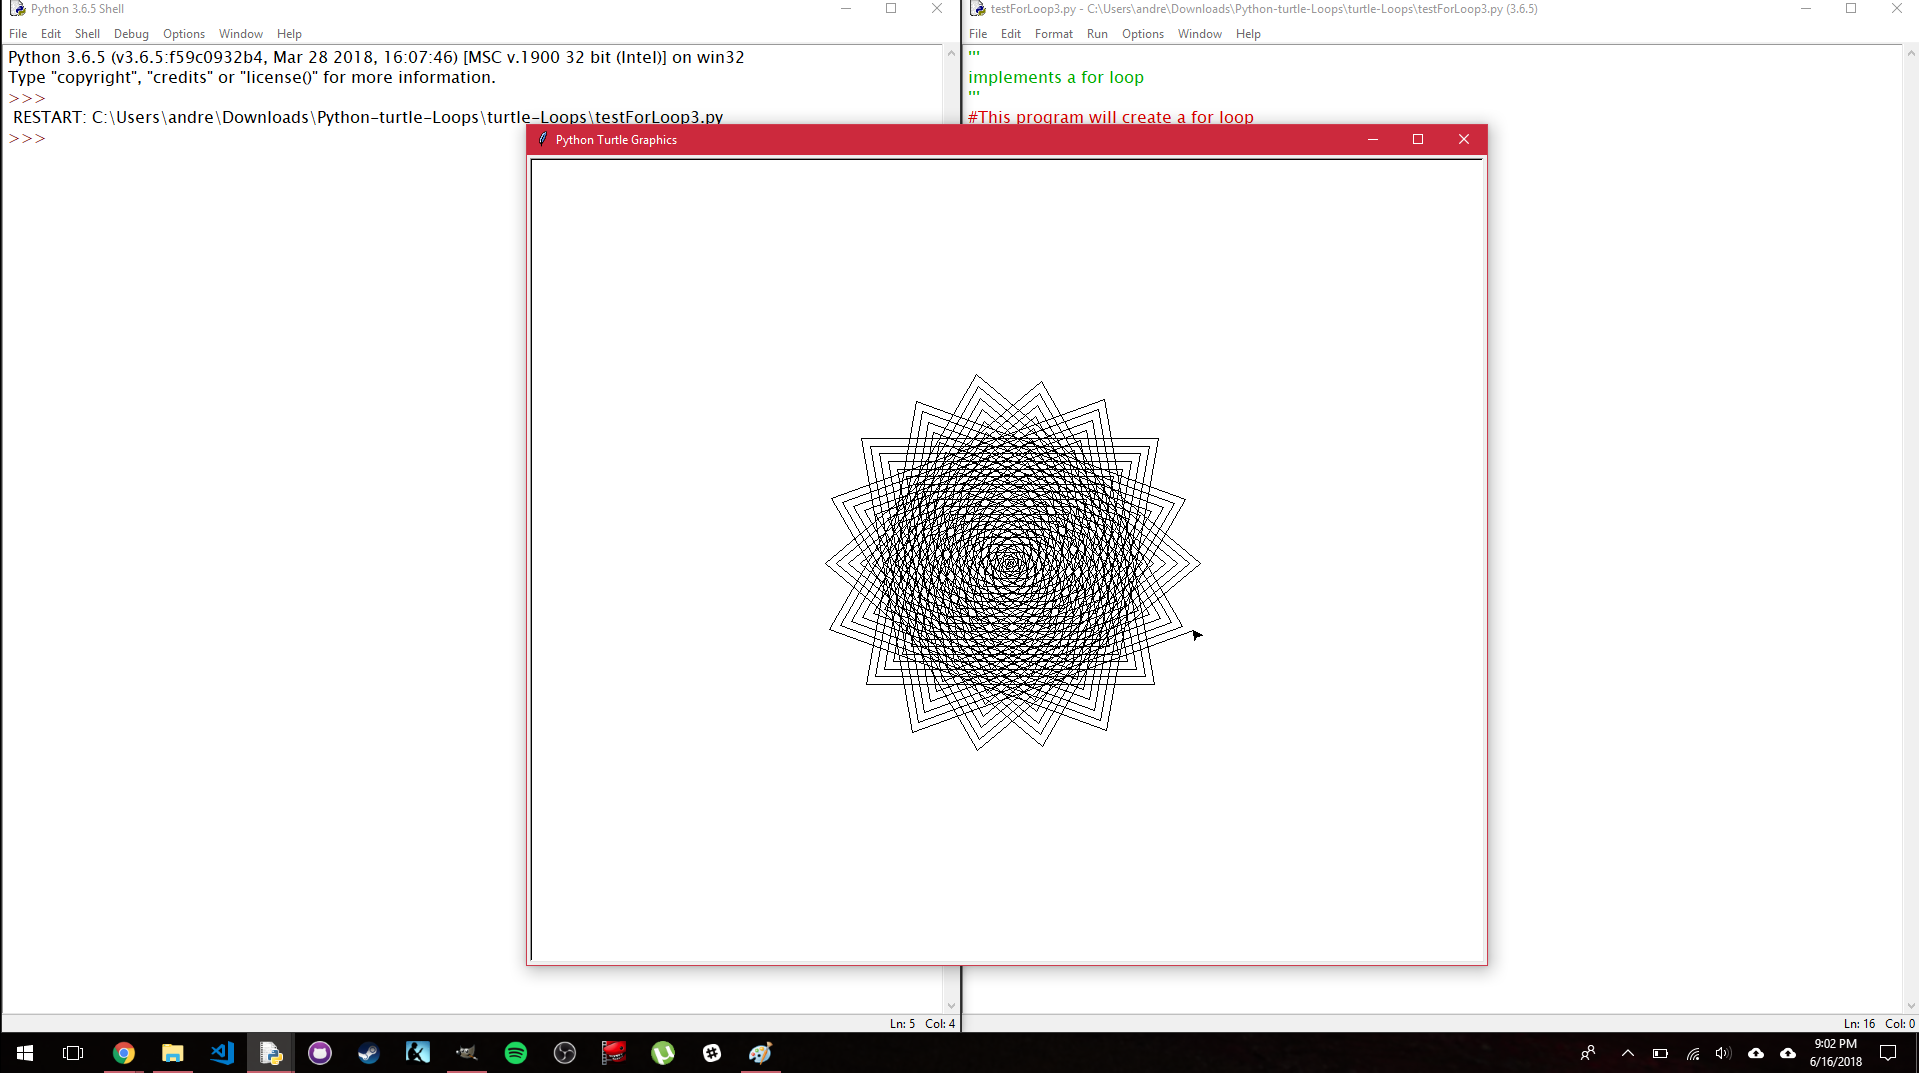 Python 3.6.5 Shell
File Edit Shell Debug Options Window Help
Python 3.6.5 (v3.6.5:f59c0932b4, Mar 28 2018, 16:07:46) [MSC v.1900 32 bit (Intel)] on win32
Type "copyright", "credits" or "license()" for more information.
>>>
RESTART: C:\Users\andre\Downloads\Python-turtle-Loops\turtle-Loops\testForLoop3.py
>>>
Ln: 5 Col: 4
testForLoop3.py - C:\Users\andre\Downloads\Python-turtle-Loops\turtle-Loops\testForLoop3.py (3.6.5)
File Edit Format Run Options Window Help
'''
implements a for loop
'''
#This program will create a for loop
Ln: 16 Col: 0
Python Turtle Graphics
9:02 PM
6/16/2018